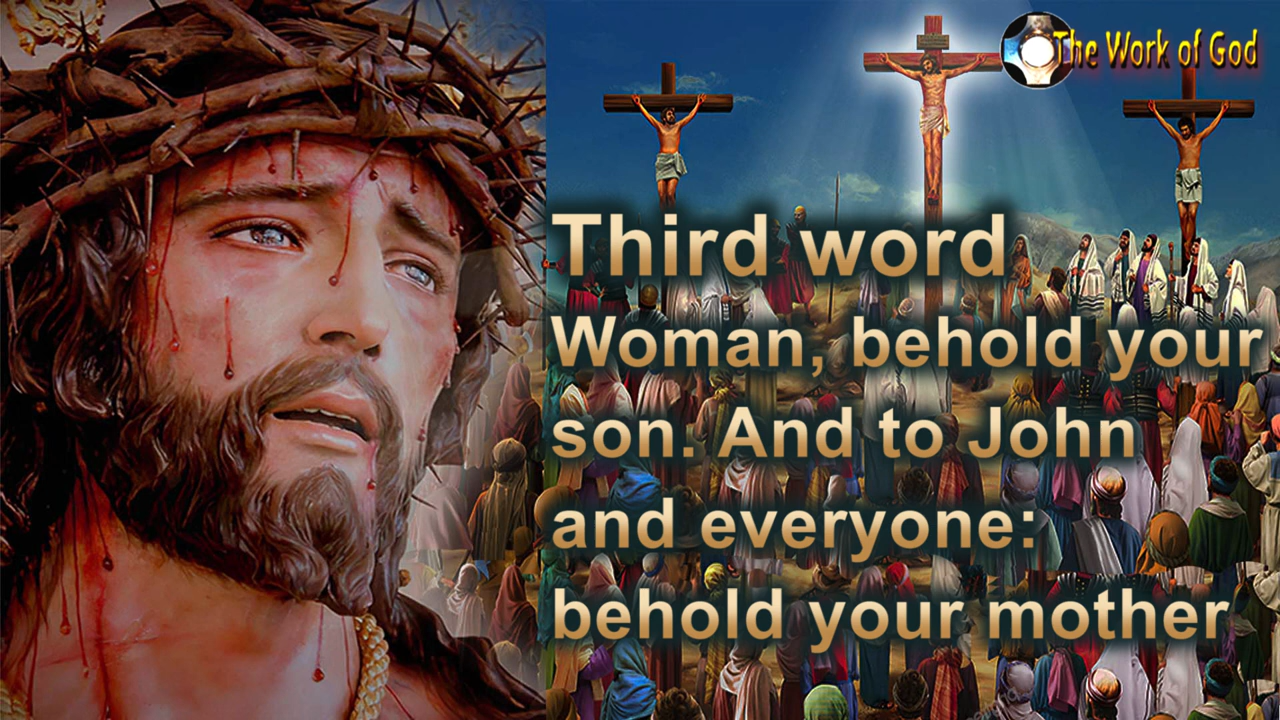 The Work of God
Third word
Woman, behold your
son. And to John
and everyone:
behold your mother